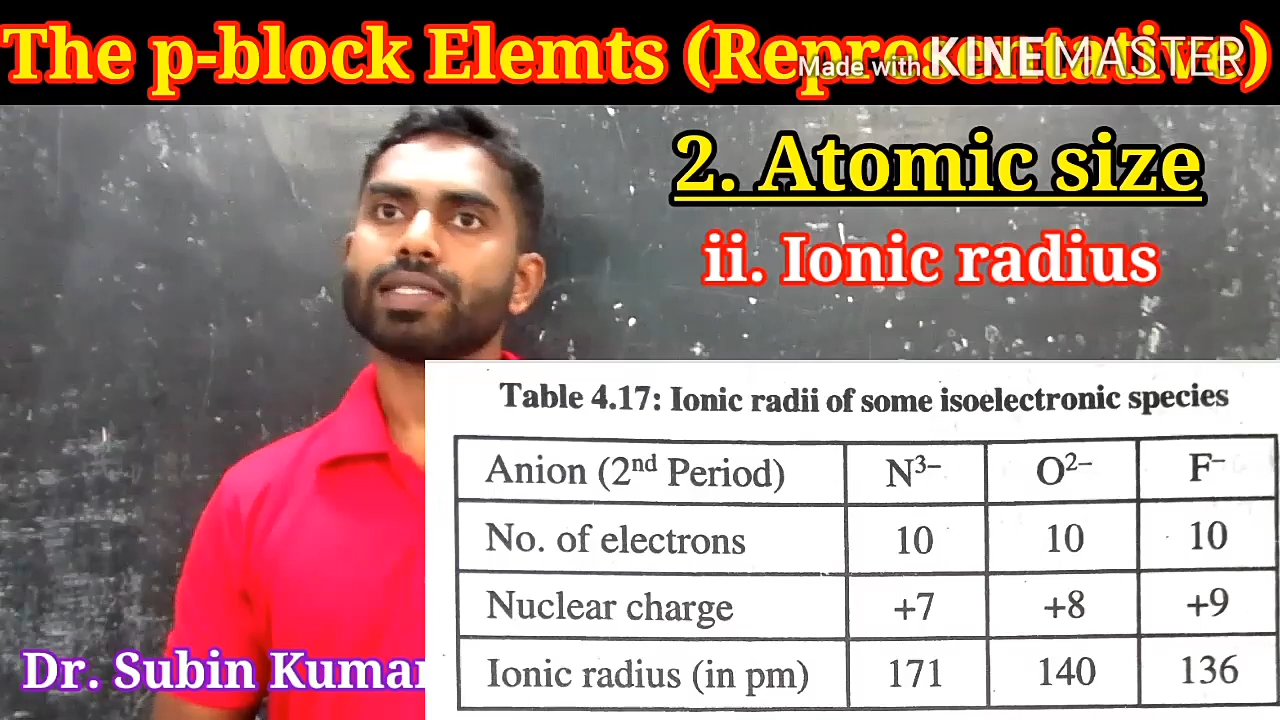 The p-block Elemts (Representative)
Made with KINEMASTER
2. Atomic size
ii. Ionic radius
Table 4.17: Ionic radii of some isoelectronic species
Anion (2nd Period) N3− O2− F−
No. of electrons 10 10 10
Nuclear charge +7 +8 +9
Ionic radius (in pm) 171 140 136
Dr. Subin Kumar